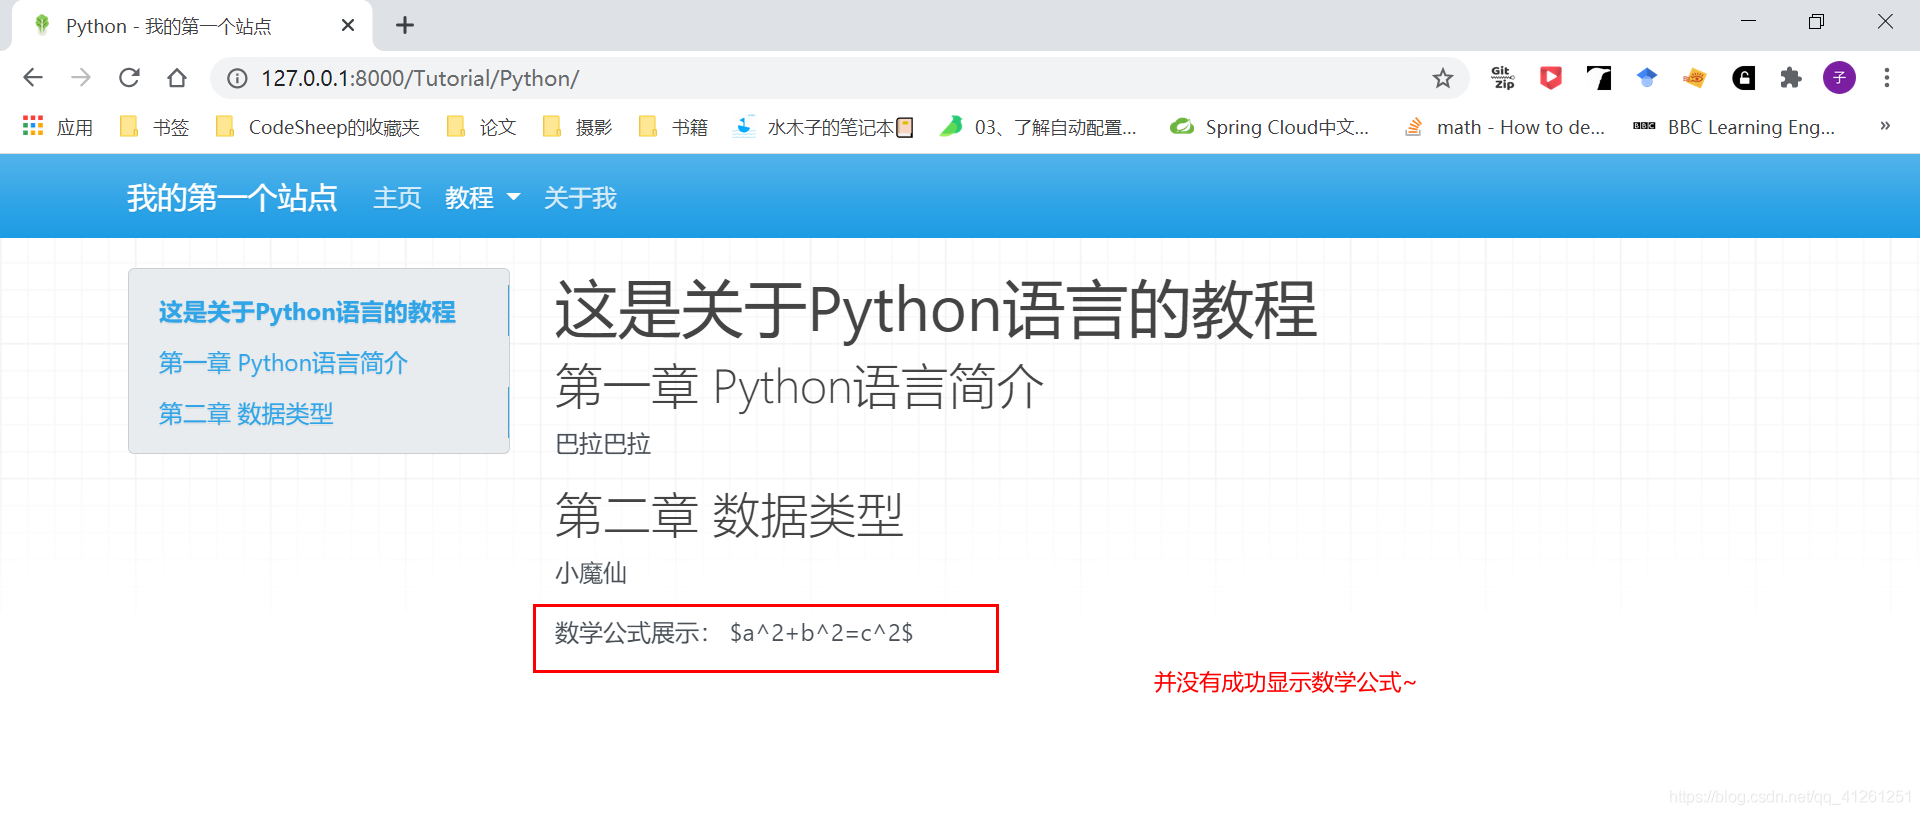 Python - 我的第一个站点
127.0.0.1:8000/Tutorial/Python/
Git Zip
子
应用 书签 CodeSheep的收藏夹 论文 摄影 书籍 水木子的笔记本 03、了解自动配置... Spring Cloud中文... math - How to de... BBC BBC Learning Eng... »
我的第一个站点 主页 教程 关于我
这是关于Python语言的教程
第一章 Python语言简介
第二章 数据类型
这是关于Python语言的教程
第一章 Python语言简介
巴拉巴拉
第二章 数据类型
小魔仙
数学公式展示： $a^2+b^2=c^2$
并没有成功显示数学公式~
https://blog.csdn.net/qq_41261251